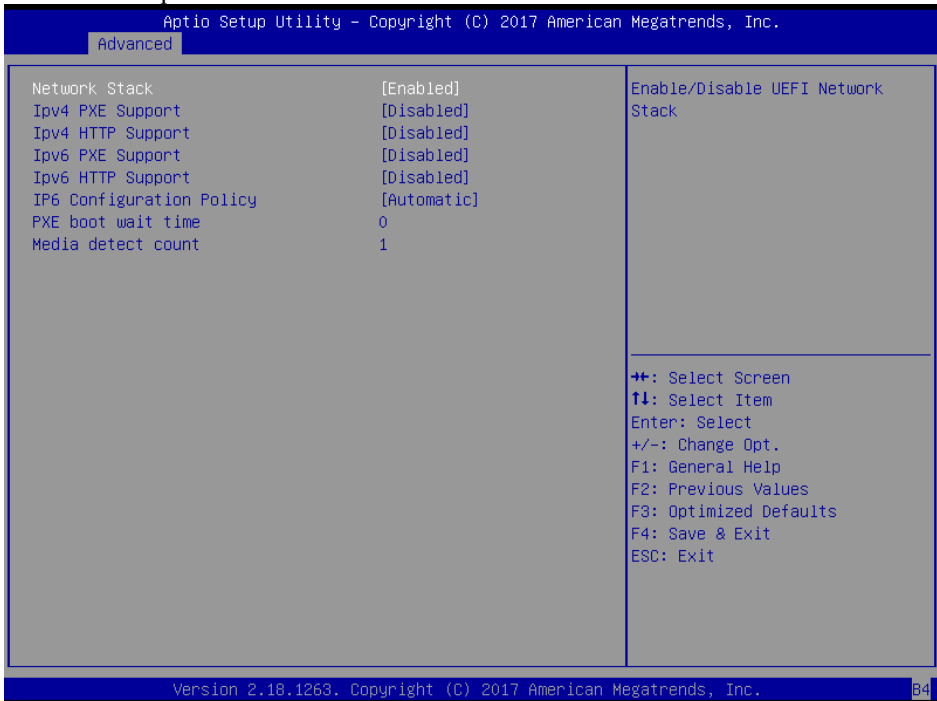 Aptio Setup Utility – Copyright (C) 2017 American Megatrends, Inc.
Advanced
Network Stack [Enabled]
Ipv4 PXE Support [Disabled]
Ipv4 HTTP Support [Disabled]
Ipv6 PXE Support [Disabled]
Ipv6 HTTP Support [Disabled]
IP6 Configuration Policy [Automatic]
PXE boot wait time 0
Media detect count 1
Enable/Disable UEFI Network
Stack
→←: Select Screen
↑↓: Select Item
Enter: Select
+/-: Change Opt.
F1: General Help
F2: Previous Values
F3: Optimized Defaults
F4: Save & Exit
ESC: Exit
Version 2.18.1263. Copyright (C) 2017 American Megatrends, Inc.
B4